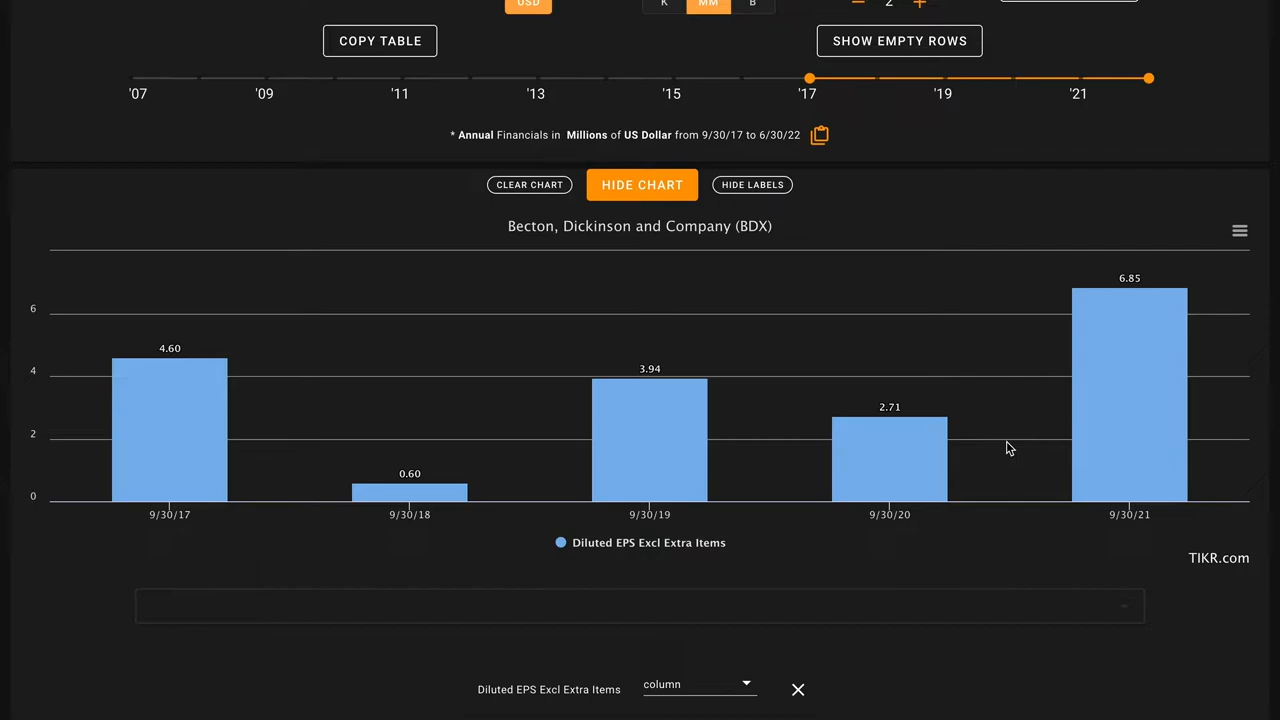 USD
K MM B
2
COPY TABLE
SHOW EMPTY ROWS
'07 '09 '11 '13 '15 '17 '19 '21
* Annual Financials in Millions of US Dollar from 9/30/17 to 6/30/22
CLEAR CHART
HIDE CHART
HIDE LABELS
Becton, Dickinson and Company (BDX)
6.85
6
4.60
4
3.94
2.71
2
0.60
0
9/30/17 9/30/18 9/30/19 9/30/20 9/30/21
Diluted EPS Excl Extra Items
TIKR.com
Diluted EPS Excl Extra Items column